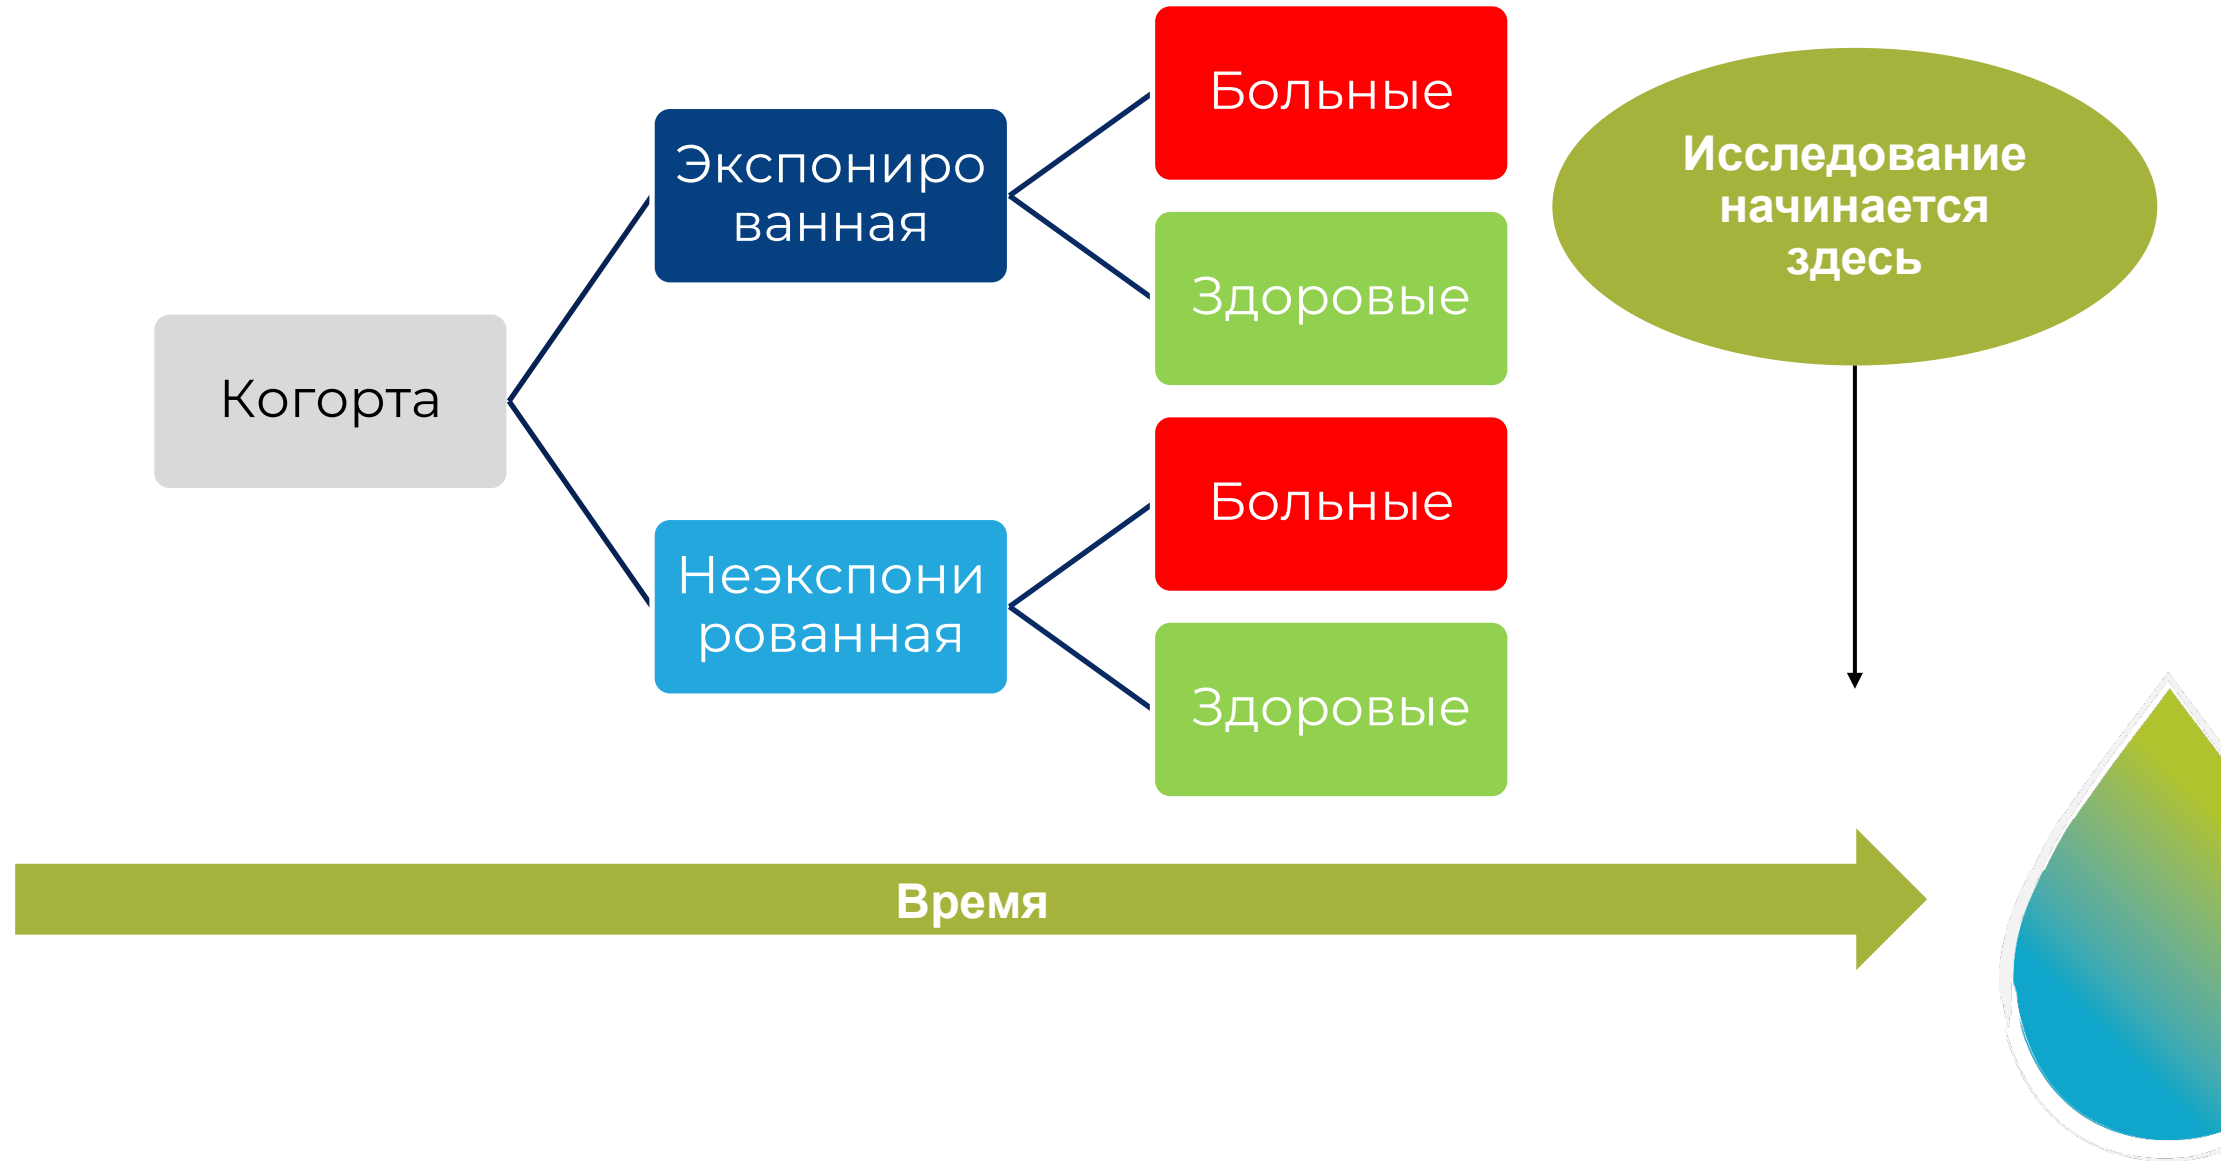 Когорта
Экспониро
ванная
Неэкспони
рованная
Больные
Здоровые
Больные
Здоровые
Исследование
начинается
здесь
Время